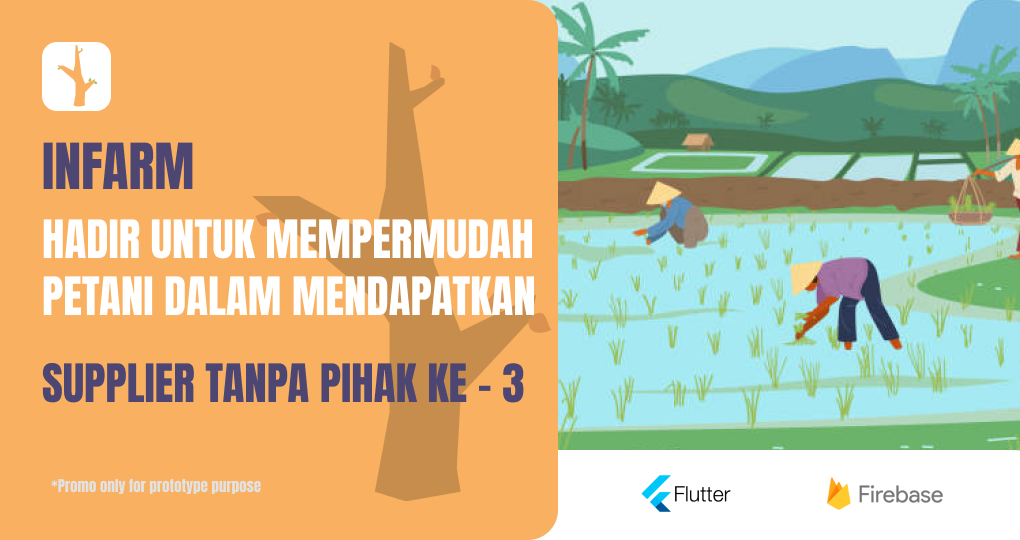 INFARM
HADIR UNTUK MEMPERMUDAH
PETANI DALAM MENDAPATKAN
SUPPLIER TANPA PIHAK KE - 3
*Promo only for prototype purpose
Flutter
Firebase